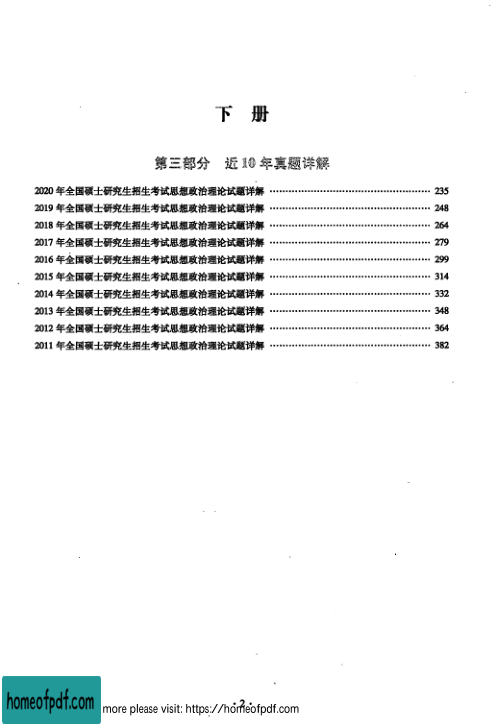 下 册
第三部分 近 10 年真题详解
2020 年全国硕士研究生招生考试思想政治理论试题详解 ………………………………………… 235
2019 年全国硕士研究生招生考试思想政治理论试题详解 ………………………………………… 248
2018 年全国硕士研究生招生考试思想政治理论试题详解 ………………………………………… 264
2017 年全国硕士研究生招生考试思想政治理论试题详解 ………………………………………… 279
2016 年全国硕士研究生招生考试思想政治理论试题详解 ………………………………………… 299
2015 年全国硕士研究生招生考试思想政治理论试题详解 ………………………………………… 314
2014 年全国硕士研究生招生考试思想政治理论试题详解 ………………………………………… 332
2013 年全国硕士研究生招生考试思想政治理论试题详解 ………………………………………… 348
2012 年全国硕士研究生招生考试思想政治理论试题详解 ………………………………………… 364
2011 年全国硕士研究生招生考试思想政治理论试题详解 ………………………………………… 382
· 2 ·
homeofpdf.com
more please visit: https://homeofpdf.com